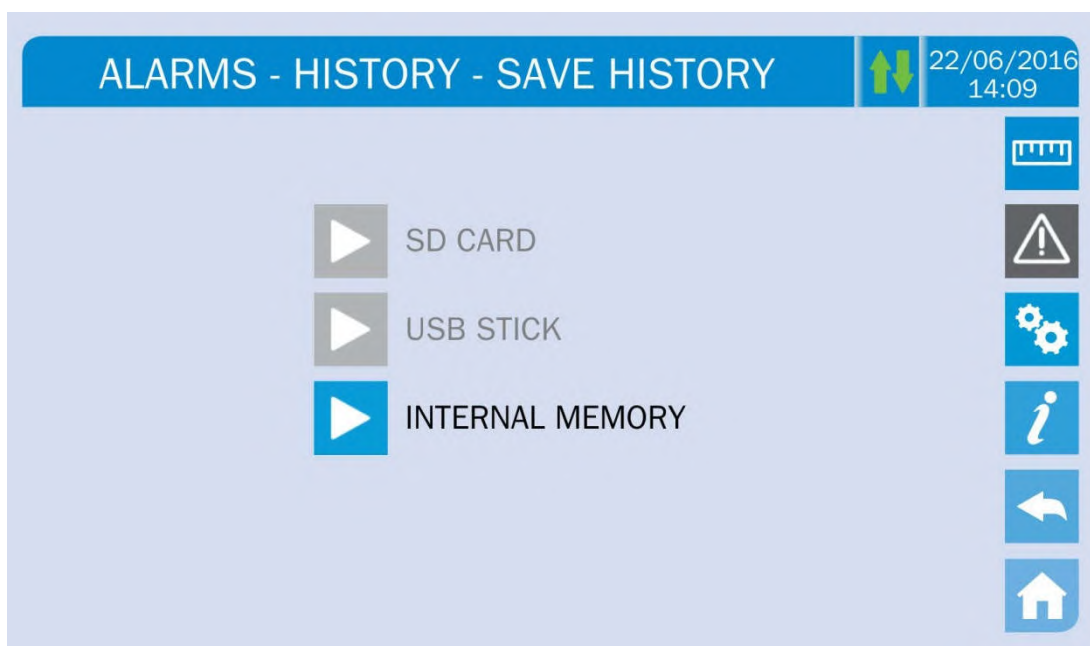 ALARMS - HISTORY - SAVE HISTORY
22/06/2016
14:09
SD CARD
USB STICK
INTERNAL MEMORY